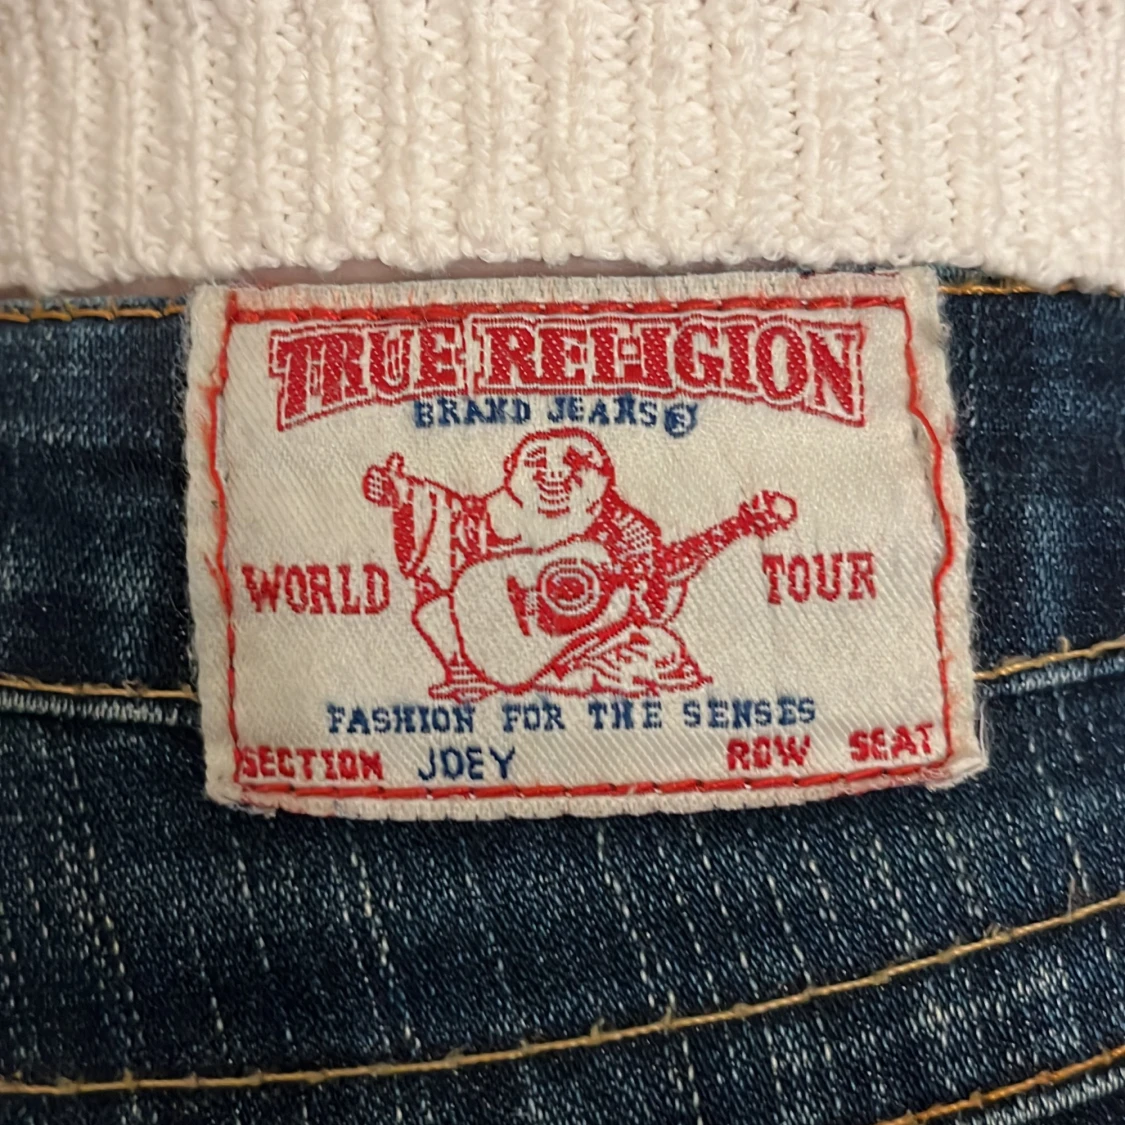 TRUE RELIGION
BRAND JEANS®
WORLD TOUR
FASHION FOR THE SENSES
SECTION JOEY ROW SEAT